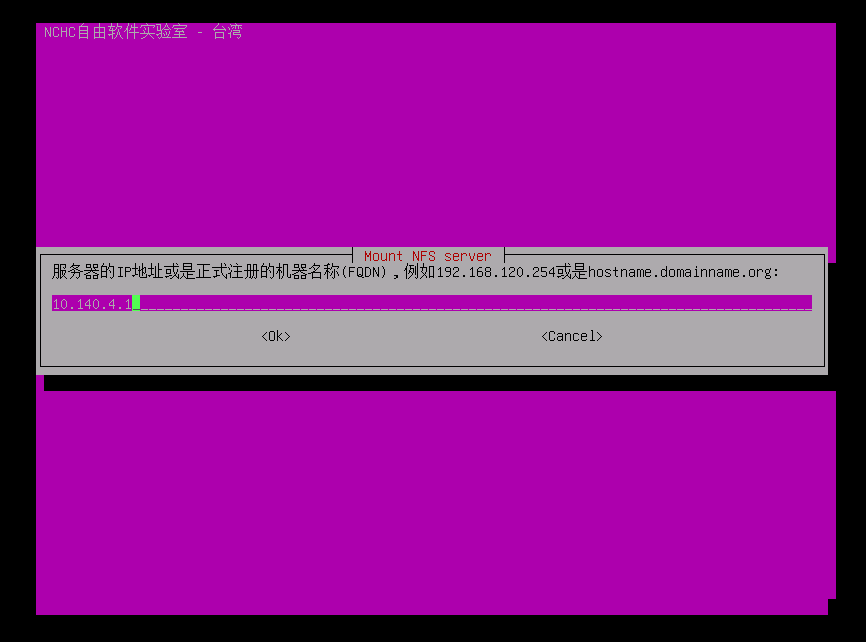 NCHC自由软件实验室 - 台湾
Mount NFS server
服务器的IP地址或是正式注册的机器名称(FQDN)，例如192.168.120.254或是hostname.domainname.org:
10.140.4.1
<Ok> <Cancel>